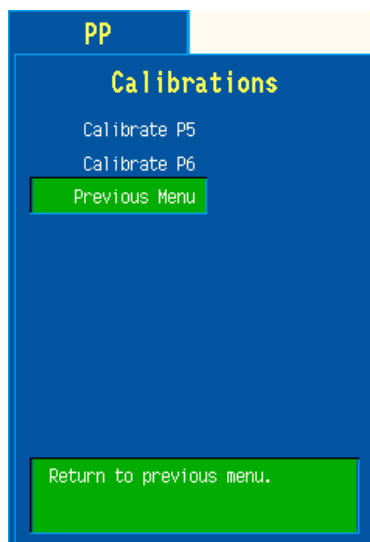 PP
Calibrations
Calibrate P5
Calibrate P6
Previous Menu
Return to previous menu.